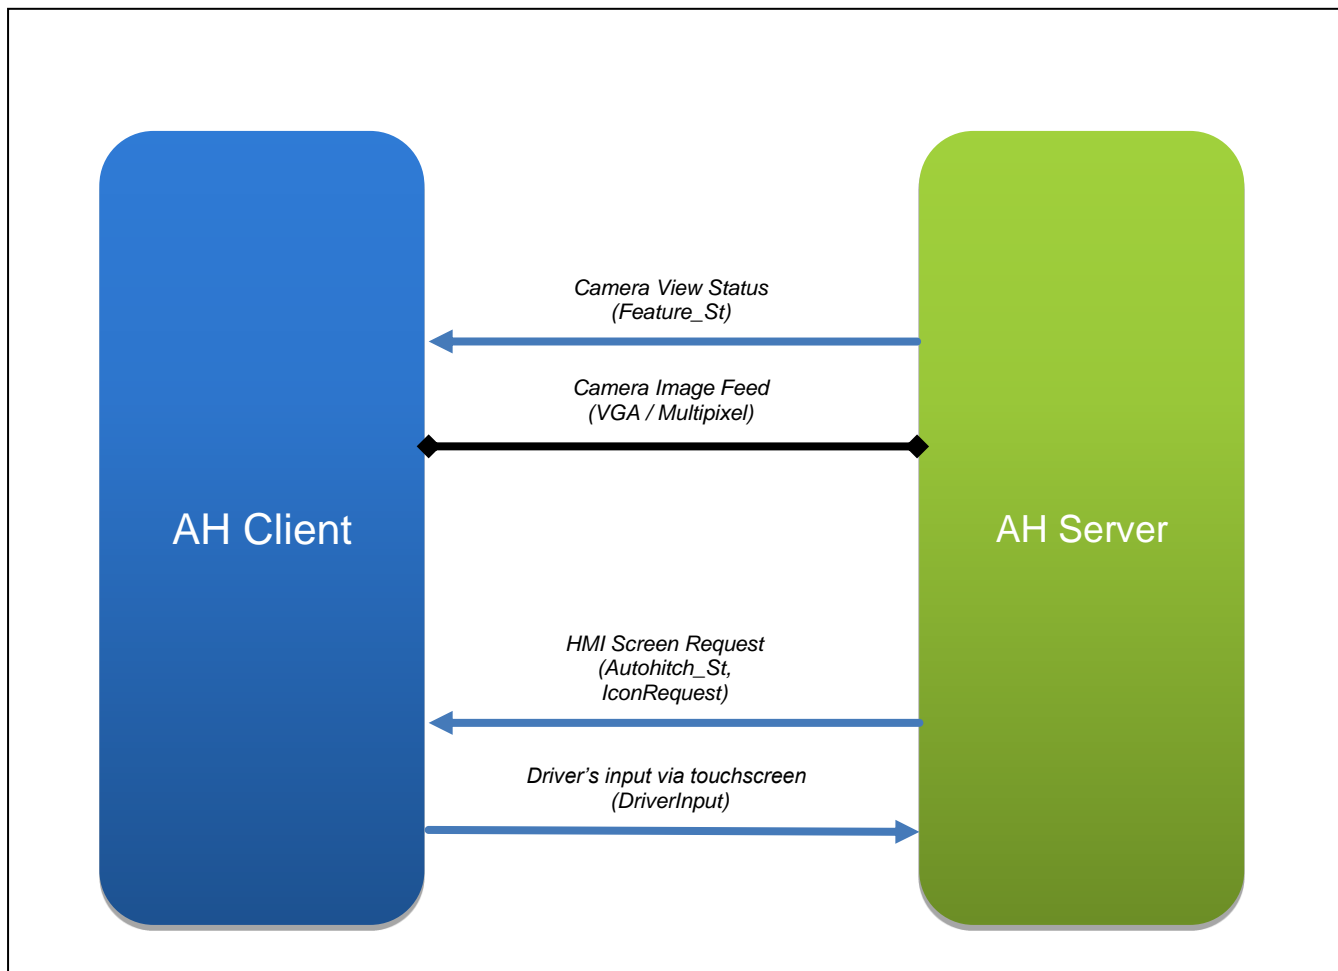 Camera View Status
(Feature_St)
Camera Image Feed
(VGA / Multipixel)
AH Client
AH Server
HMI Screen Request
(Autohitch_St,
IconRequest)
Driver’s input via touchscreen
(DriverInput)